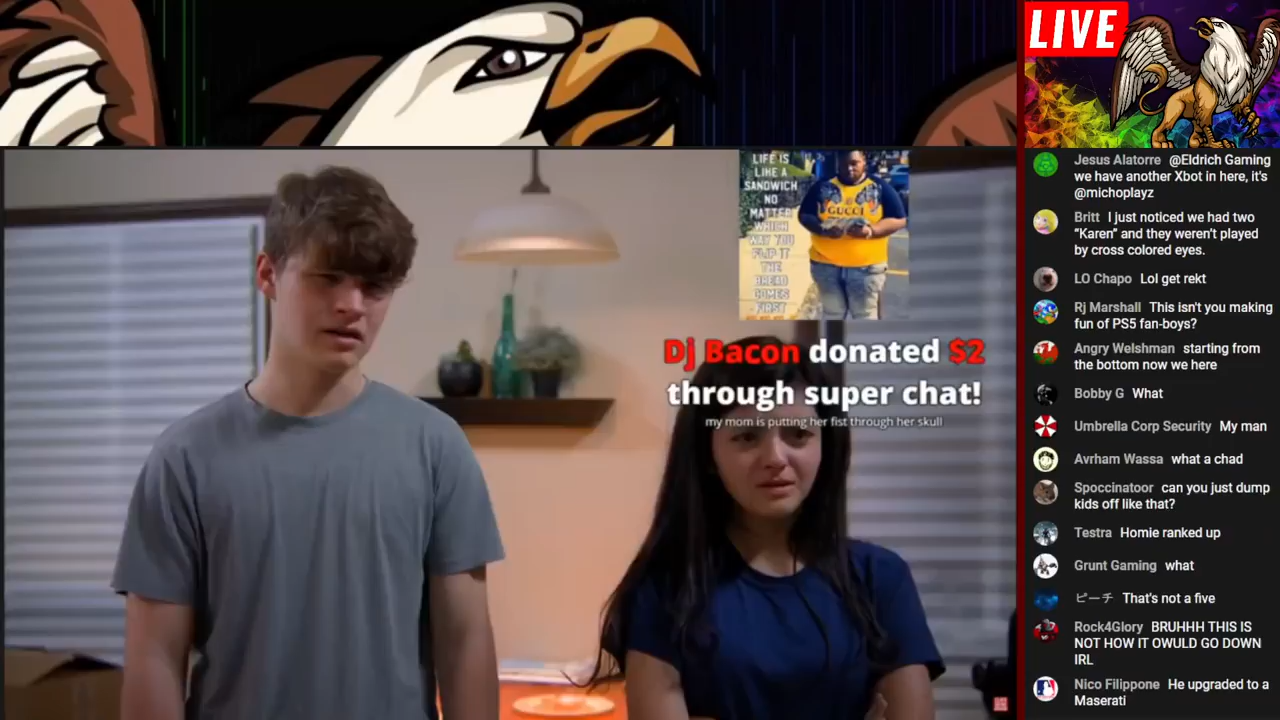 LIVE
LIFE IS
LIKE A
SANDWICH
NO
MATTER
WHICH
WAY YOU
FLIP IT
THE
BREAD
COMES
FIRST
GUCCI
Dj Bacon donated $2
through super chat!
my mom is putting her fist through her skull
Jesus Alatorre @Eldrich Gaming
we have another Xbot in here, it's
@michoplayz
Britt I just noticed we had two
“Karen” and they weren’t played
by cross colored eyes.
LO Chapo Lol get rekt
Rj Marshall This isn't you making
fun of PS5 fan-boys?
Angry Welshman starting from
the bottom now we here
Bobby G What
Umbrella Corp Security My man
Avrham Wassa what a chad
Spoccinatoor can you just dump
kids off like that?
Testra Homie ranked up
Grunt Gaming what
ピーチ That's not a five
Rock4Glory BRUHHH THIS IS
NOT HOW IT OWULD GO DOWN
IRL
Nico Filippone He upgraded to a
Maserati